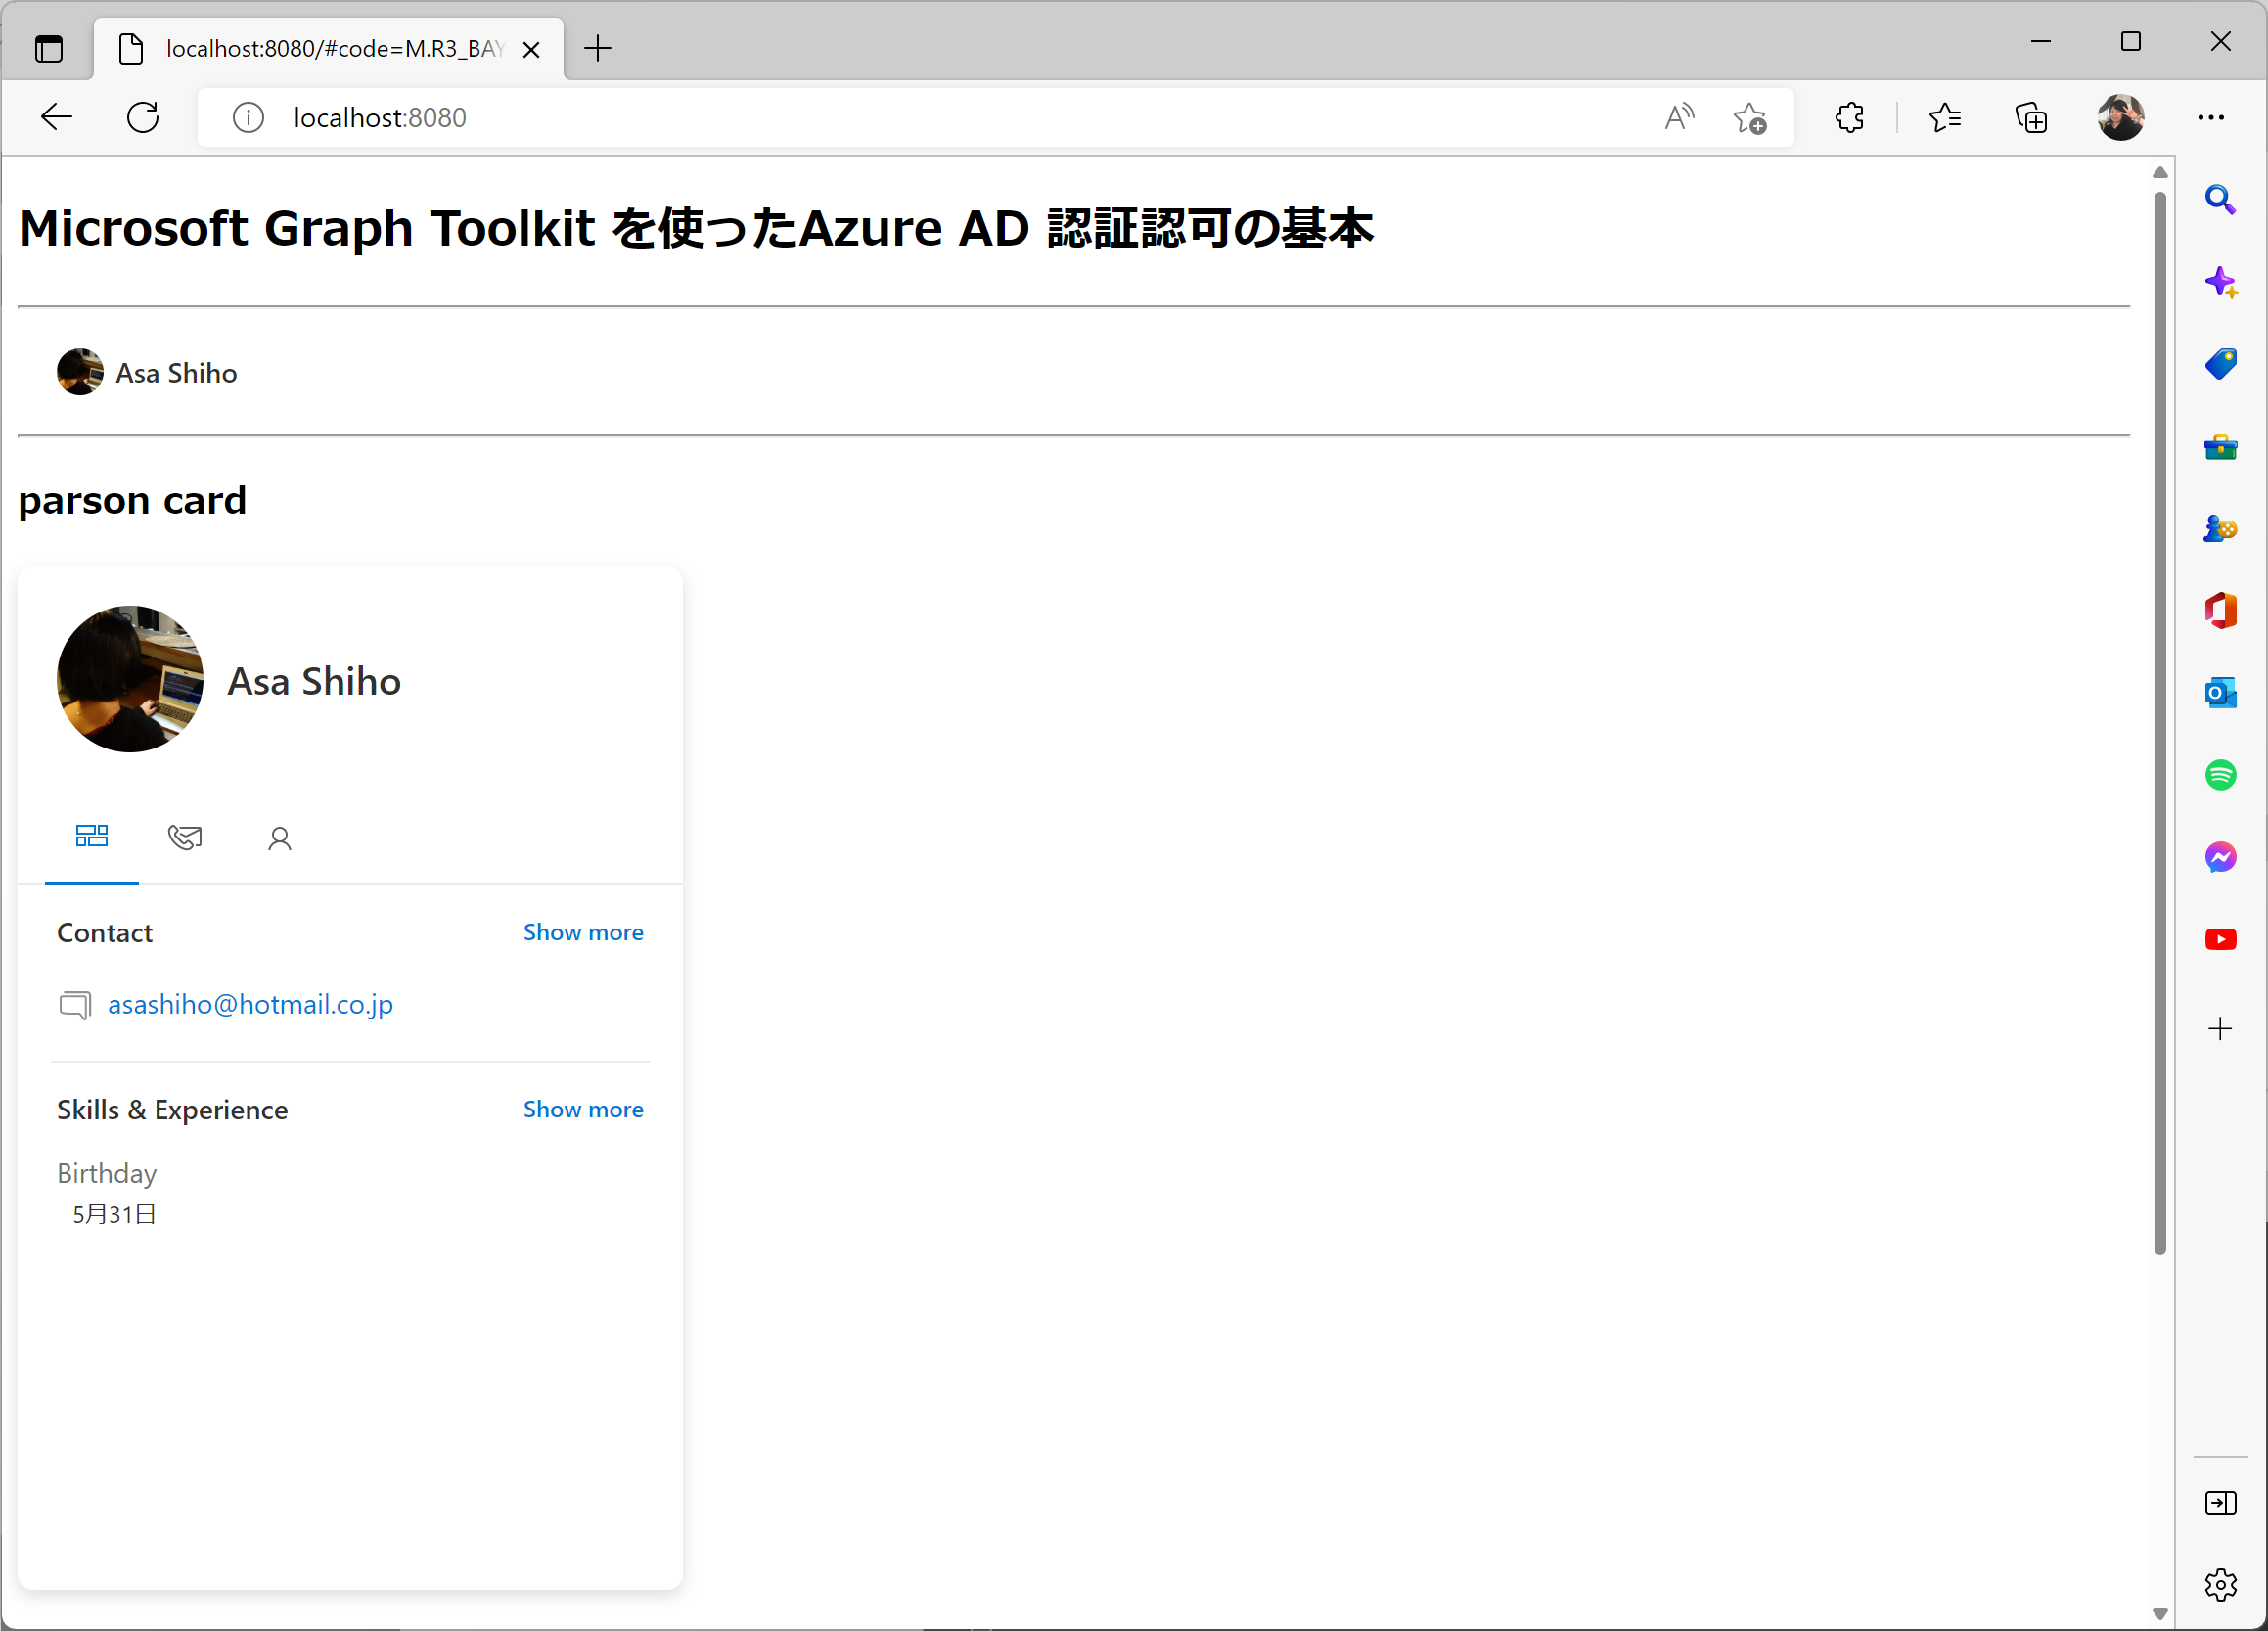 localhost:8080/#code=M.R3_BAY
localhost:8080
Microsoft Graph Toolkit を使ったAzure AD 認証認可の基本
Asa Shiho
parson card
Asa Shiho
Contact
Show more
asashiho@hotmail.co.jp
Skills & Experience
Show more
Birthday
5月31日